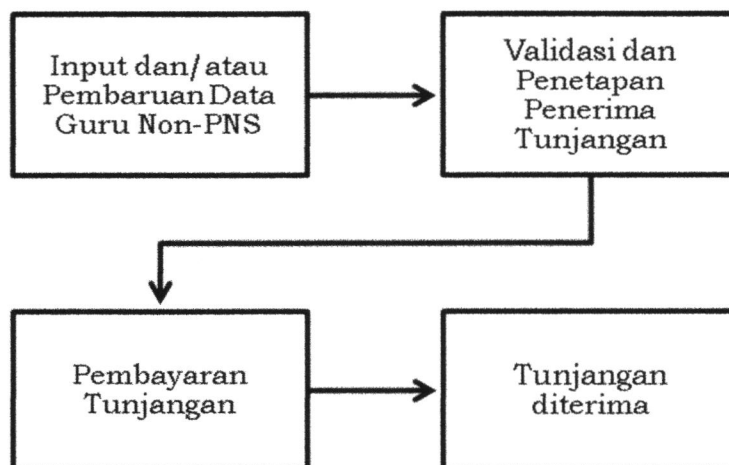 Input dan/atau
Pembaruan Data
Guru Non-PNS
Validasi dan
Penetapan
Penerima
Tunjangan
Pembayaran
Tunjangan
Tunjangan
diterima